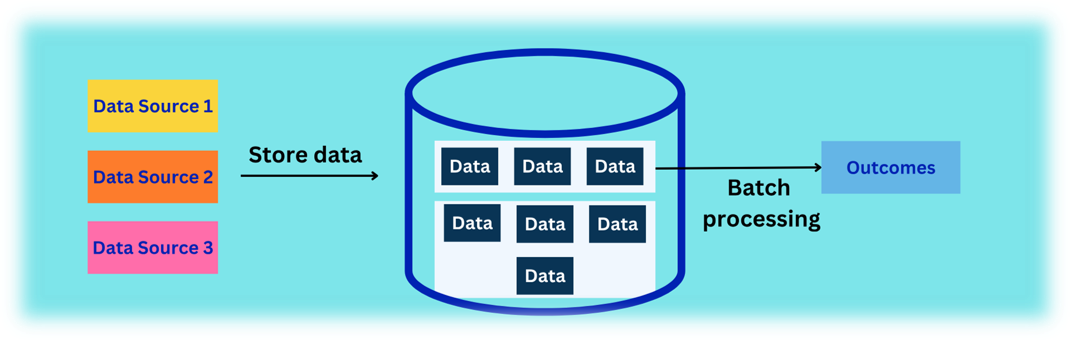 Data Source 1
Data Source 2
Data Source 3
Store data
Data Data Data
Data Data Data
Data
Batch
processing
Outcomes